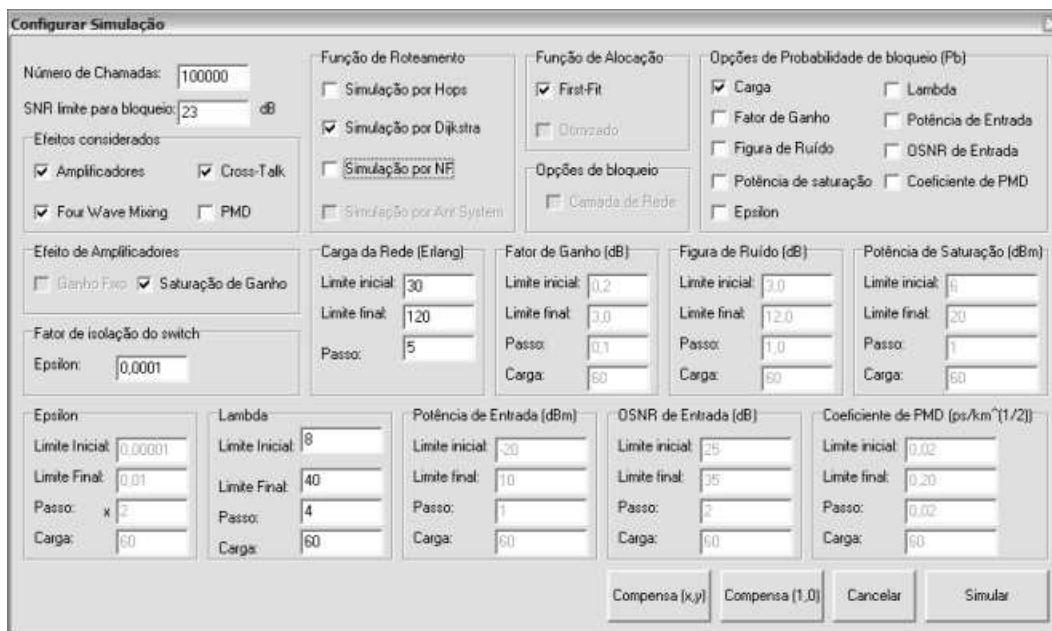 Configurar Simulação
Número de Chamadas: 100000
SNR limite para bloqueio: 23 dB
Efeitos considerados
Amplificadores
Cross-Talk
Four Wave Mixing
PMD
Função de Roteamento
Simulação por Hops
Simulação por Dijkstra
Simulação por NF
Simulação por Ant System
Função de Alocação
First-Fit
Otimizado
Opções de bloqueio
Camada de Rede
Opções de Probabilidade de bloqueio (Pb)
Carga
Lambda
Fator de Ganho
Potência de Entrada
Figura de Ruído
OSNR de Entrada
Potência de saturação
Coeficiente de PMD
Epsilon
Efeito de Amplificadores
Ganho Fixo
Saturação de Ganho
Fator de isolação do switch
Epsilon: 0,0001
Carga da Rede (Erlang)
Limite inicial: 30
Limite final: 120
Passo: 5
Fator de Ganho (dB)
Limite inicial: 0,2
Limite final: 3,0
Passo: 0,1
Carga: 60
Figura de Ruído (dB)
Limite inicial: 3,0
Limite final: 12,0
Passo: 1,0
Carga: 60
Potência de Saturação (dBm)
Limite inicial: 6
Limite final: 20
Passo: 1
Carga: 60
Epsilon
Limite Inicial: 0,00001
Limite Final: 0,01
Passo: x 2
Carga: 60
Lambda
Limite Inicial: 8
Limite Final: 40
Passo: 4
Carga: 60
Potência de Entrada (dBm)
Limite inicial: -20
Limite final: 10
Passo: 1
Carga: 60
OSNR de Entrada (dB)
Limite inicial: 25
Limite final: 35
Passo: 2
Carga: 60
Coeficiente de PMD (ps/km^(1/2))
Limite inicial: 0,02
Limite final: 0,20
Passo: 0,02
Carga: 60
Compensa (x,y)
Compensa (1,0)
Cancelar
Simular